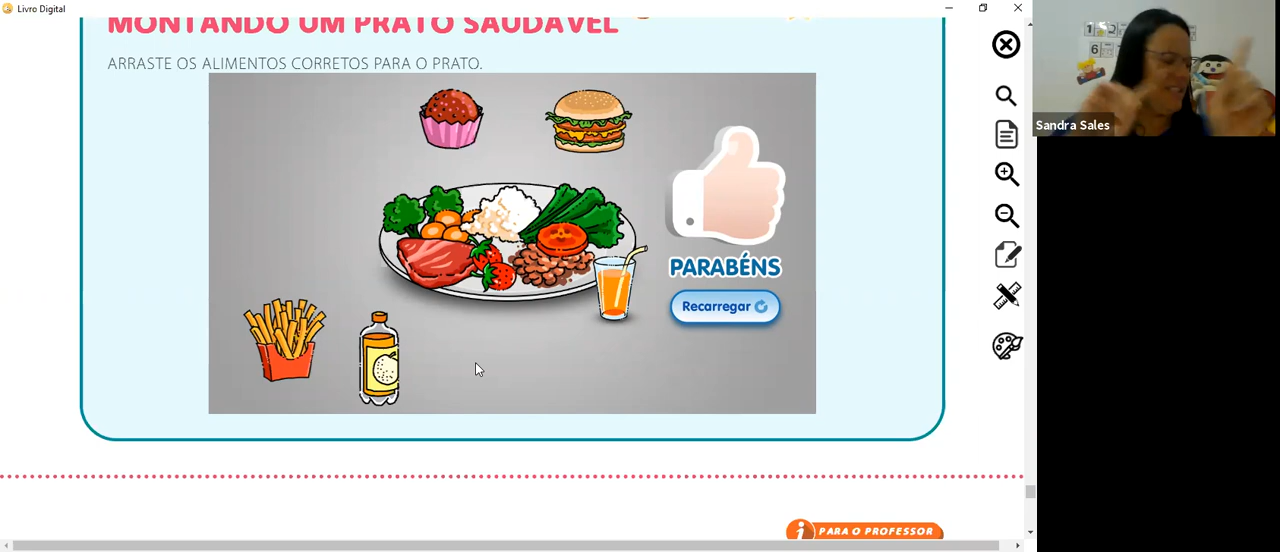 Livro Digital
MONTANDO UM PRATO SAUDÁVEL
ARRASTE OS ALIMENTOS CORRETOS PARA O PRATO.
Sandra Sales
PARABÉNS
Recarregar
i PARA O PROFESSOR